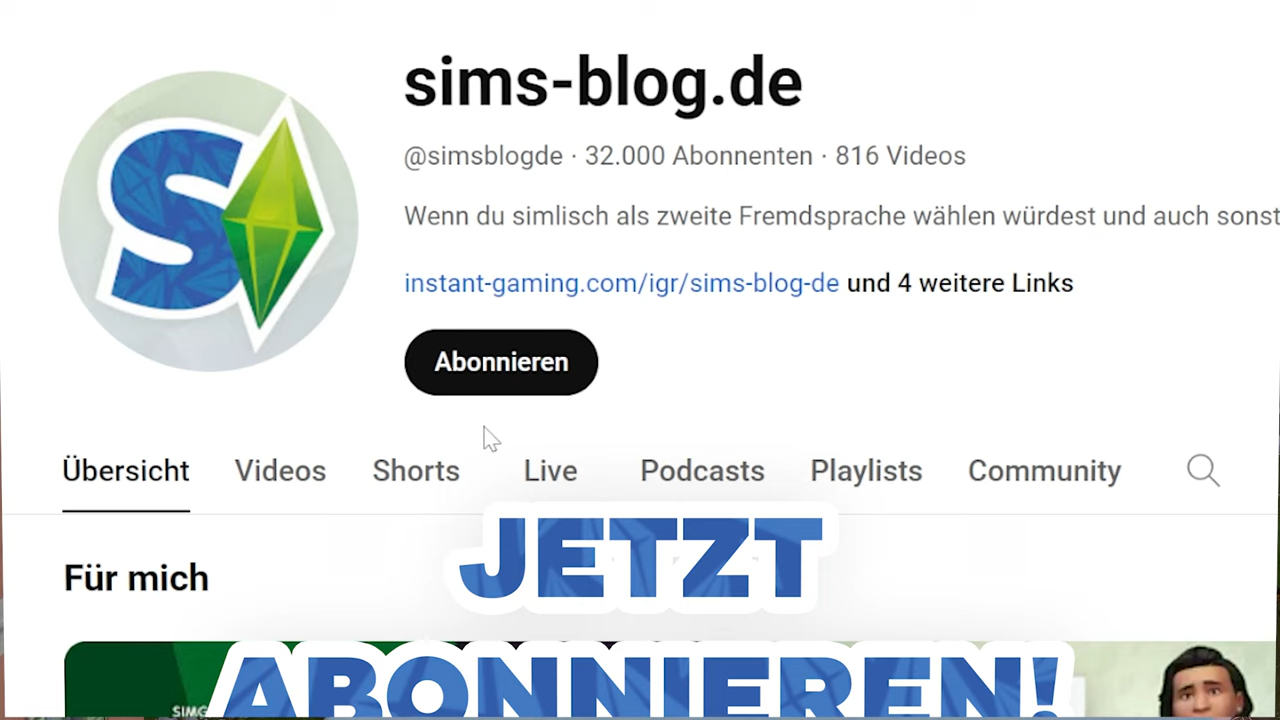 sims-blog.de
@simsblogde · 32.000 Abonnenten · 816 Videos
Wenn du simlisch als zweite Fremdsprache wählen würdest und auch sonst
instant-gaming.com/igr/sims-blog-de und 4 weitere Links
Abonnieren
Übersicht Videos Shorts Live Podcasts Playlists Community
JETZT
Für mich
ABONNIEREN!